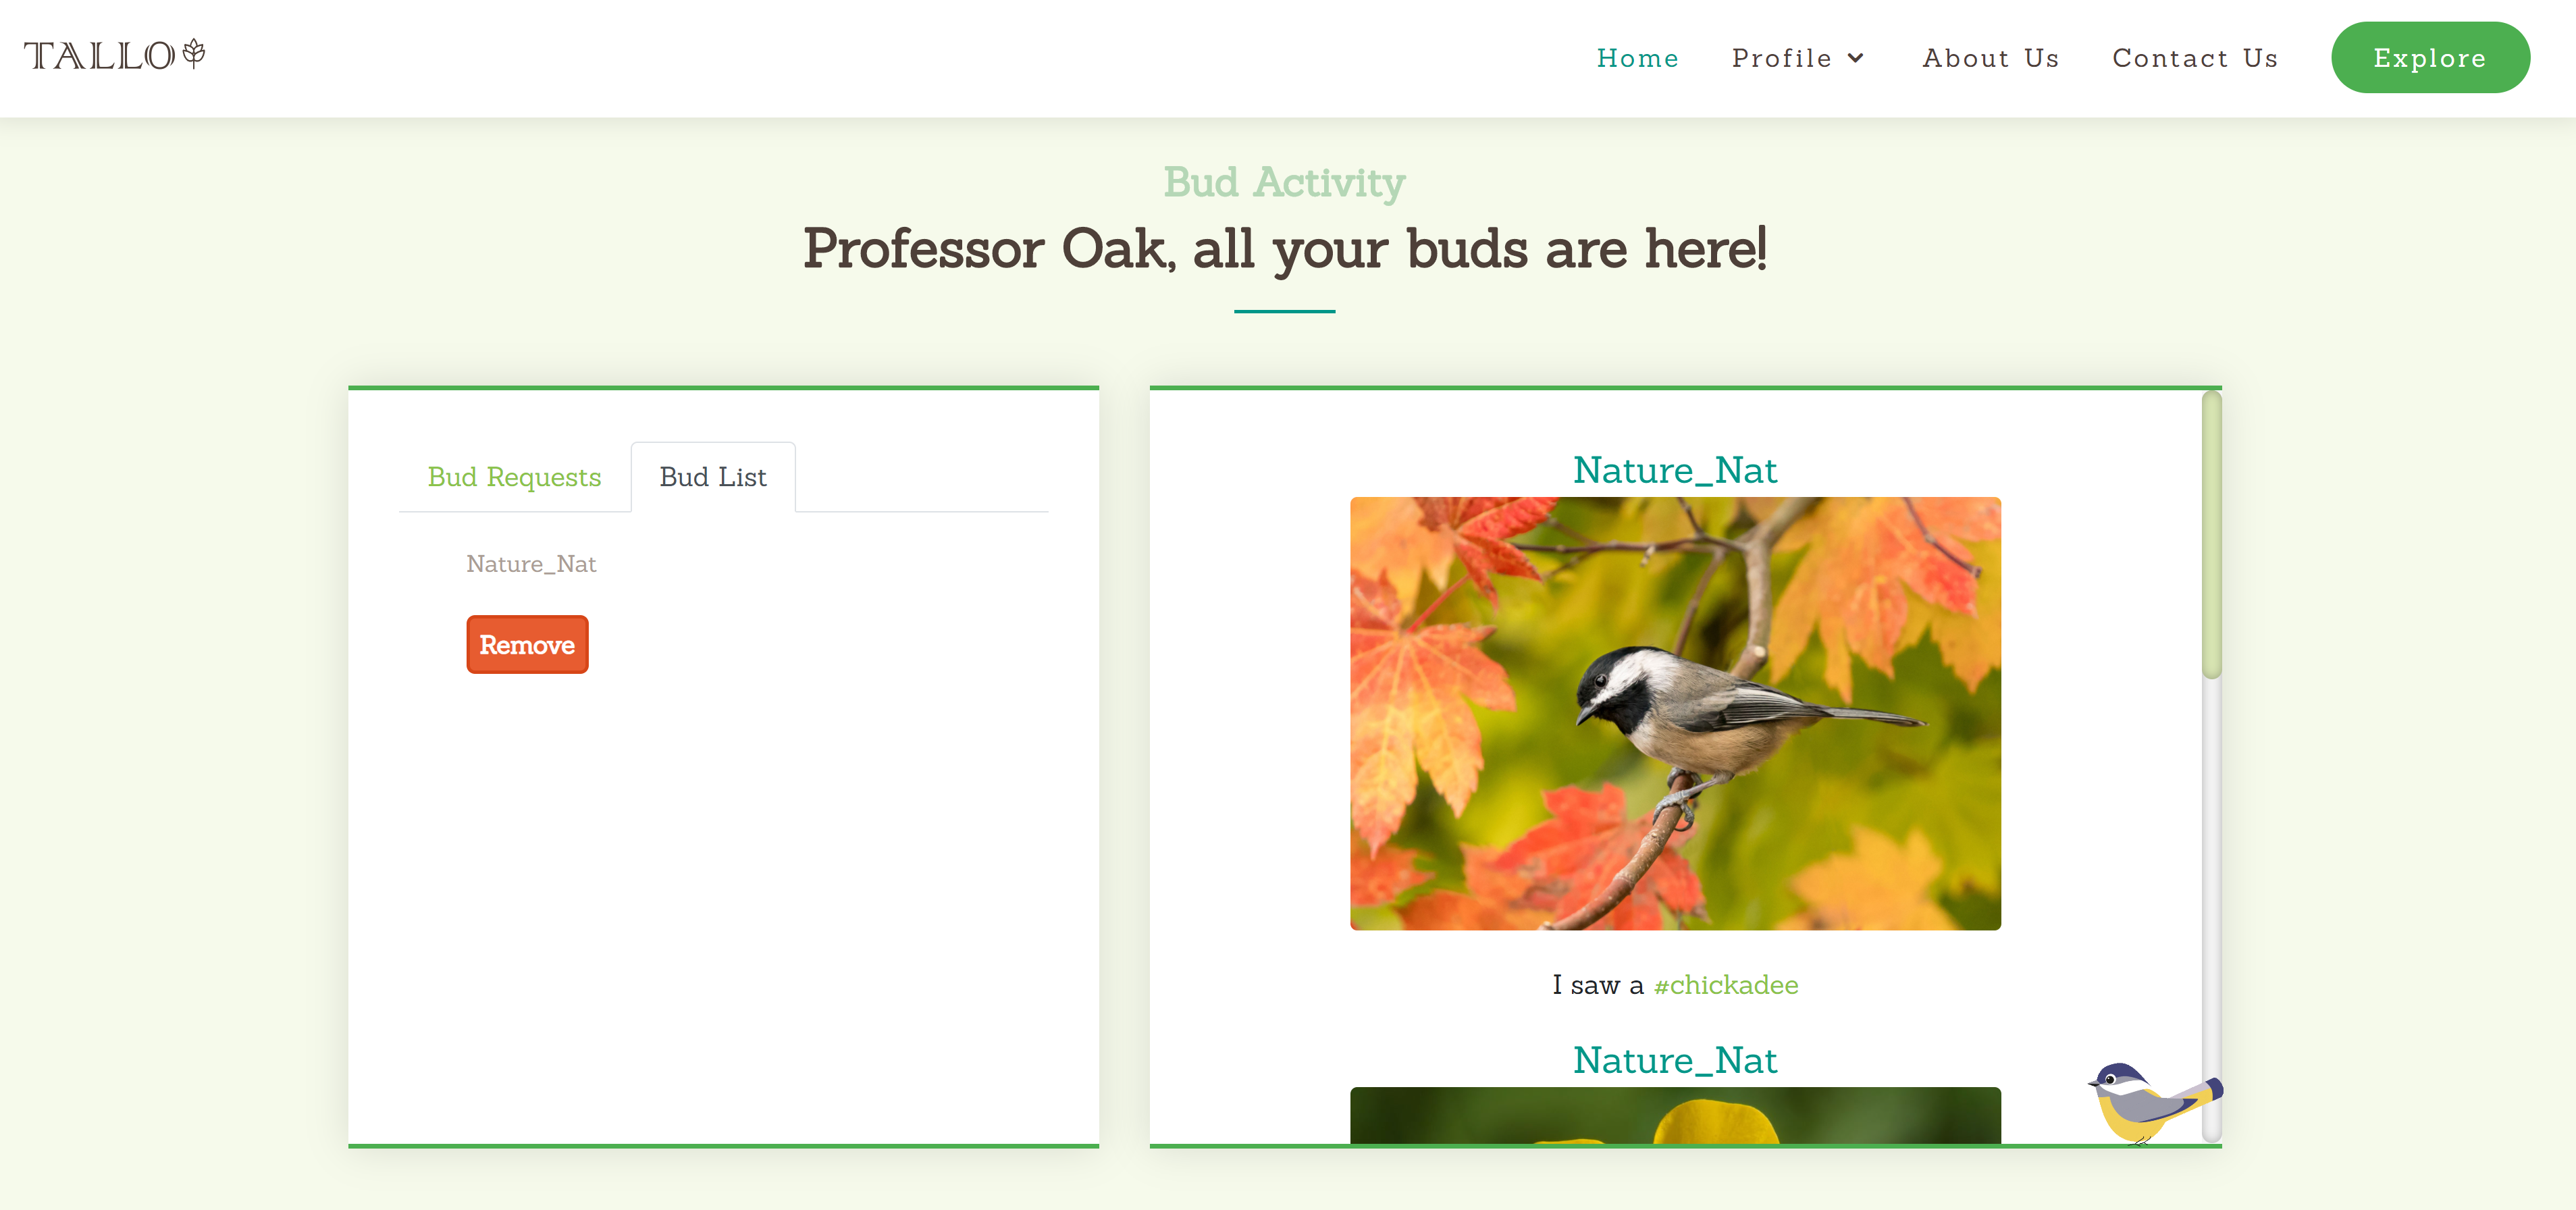 TALLO
Home Profile About Us Contact Us Explore
Bud Activity
Professor Oak, all your buds are here!
Bud Requests Bud List
Nature_Nat
Remove
Nature_Nat
I saw a #chickadee
Nature_Nat